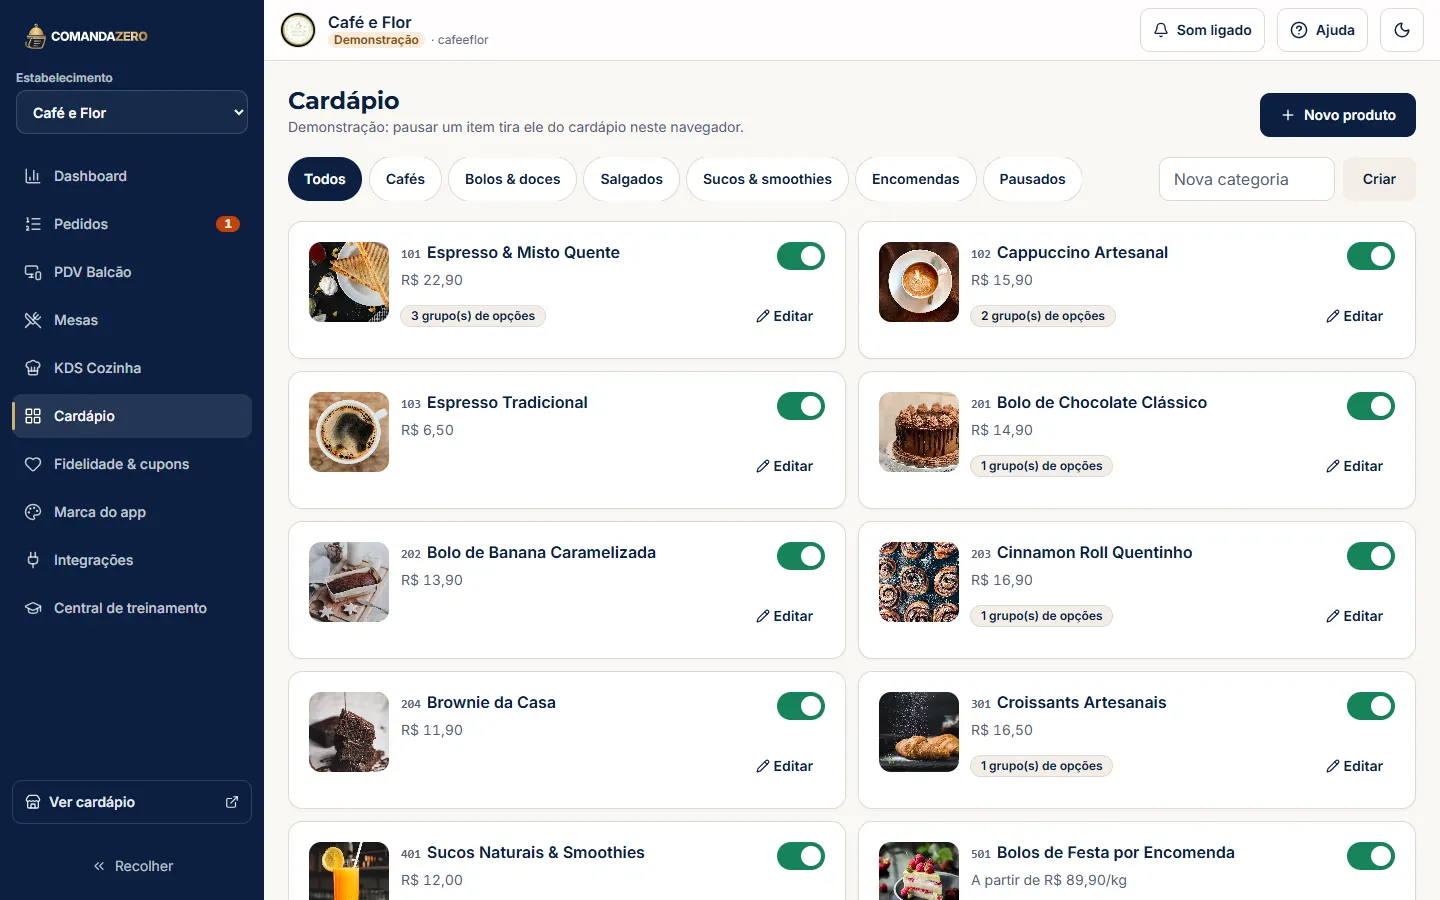 COMANDAZERO
Estabelecimento
Café e Flor
Dashboard
Pedidos
1
PDV Balcão
Mesas
KDS Cozinha
Cardápio
Fidelidade & cupons
Marca do app
Integrações
Central de treinamento
Ver cardápio
Recolher
Café e Flor
Demonstração · cafeeflor
Som ligado
Ajuda
Cardápio
Demonstração: pausar um item tira ele do cardápio neste navegador.
Novo produto
Todos
Cafés
Bolos & doces
Salgados
Sucos & smoothies
Encomendas
Pausados
Nova categoria
Criar
101 Espresso & Misto Quente
R$ 22,90
3 grupo(s) de opções
Editar
102 Cappuccino Artesanal
R$ 15,90
2 grupo(s) de opções
Editar
103 Espresso Tradicional
R$ 6,50
Editar
201 Bolo de Chocolate Clássico
R$ 14,90
1 grupo(s) de opções
Editar
202 Bolo de Banana Caramelizada
R$ 13,90
Editar
203 Cinnamon Roll Quentinho
R$ 16,90
1 grupo(s) de opções
Editar
204 Brownie da Casa
R$ 11,90
Editar
301 Croissants Artesanais
R$ 16,50
1 grupo(s) de opções
Editar
401 Sucos Naturais & Smoothies
R$ 12,00
501 Bolos de Festa por Encomenda
A partir de R$ 89,90/kg